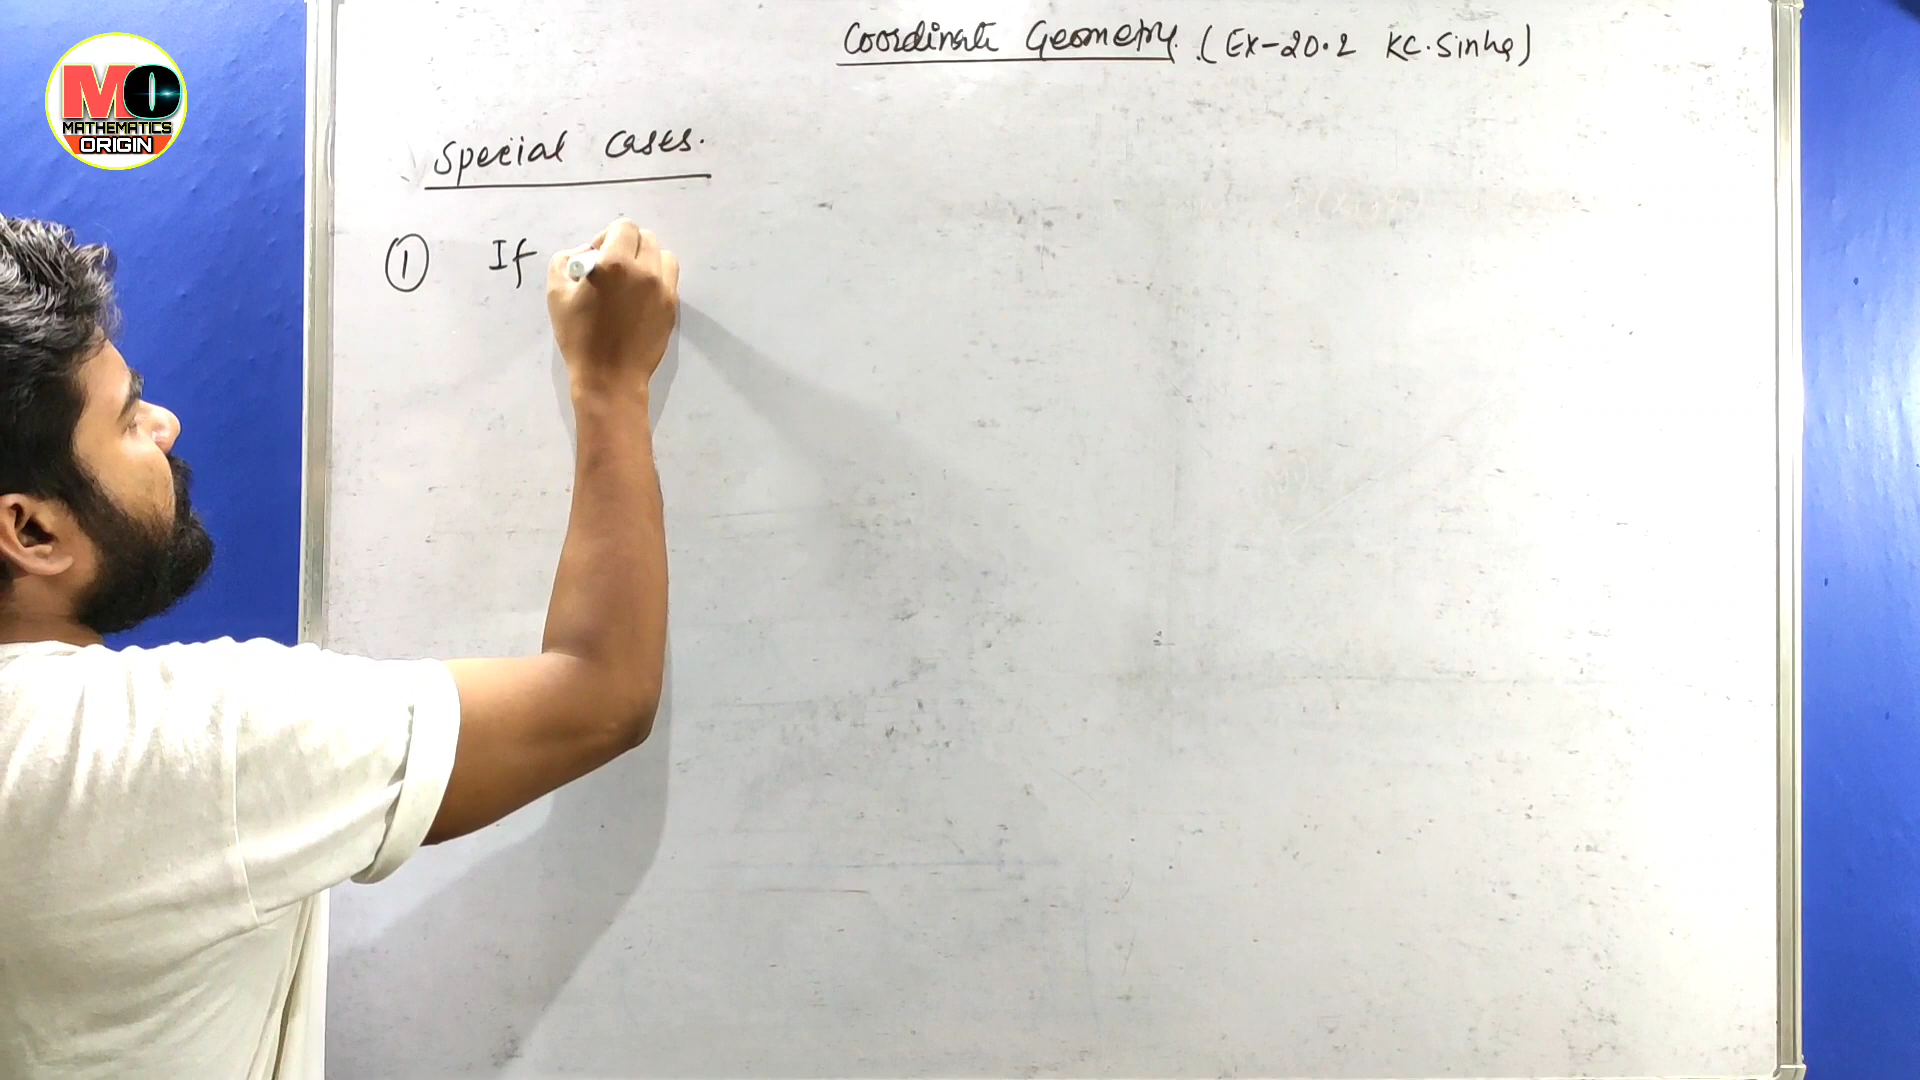 Coordinate Geometry. (Ex-20.2 KC.Sinha)
MO
MATHEMATICS
ORIGIN
Special cases.
① If